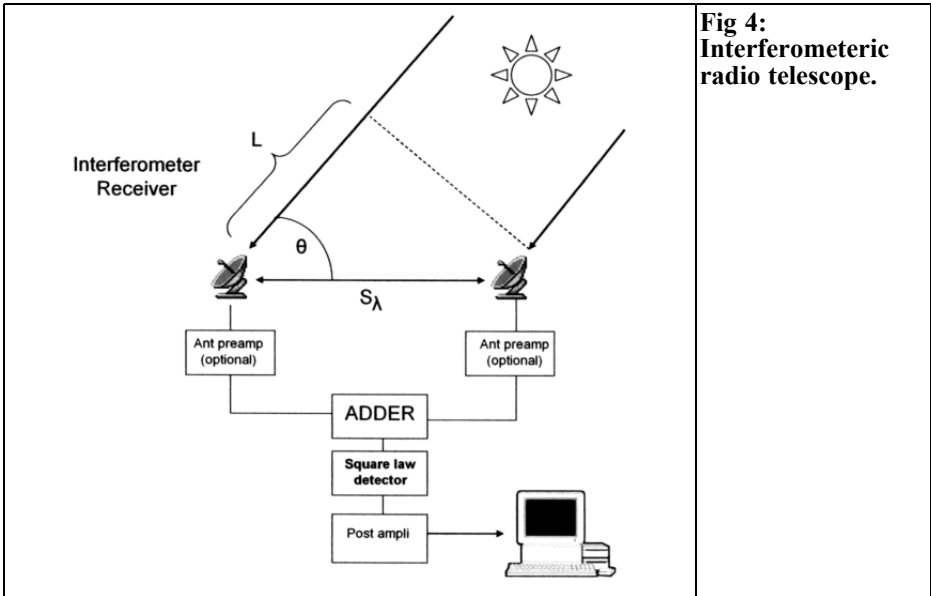 Fig 4:
Interferometeric
radio telescope.
L
Interferometer
Receiver
θ
Sλ
Ant preamp
(optional)
Ant preamp
(optional)
ADDER
Square law
detector
Post ampli